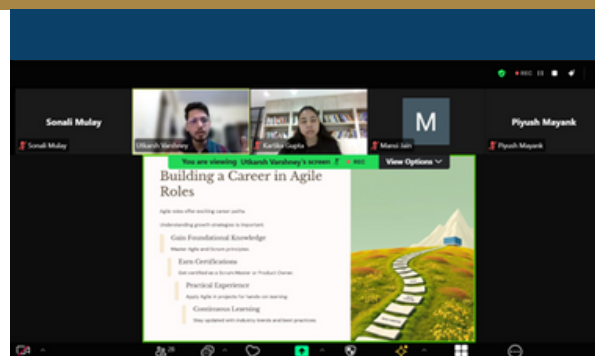 REC
Sonali Mulay
M
Piyush Mayank
Sonali Mulay
Utkarsh Varshney
Kartika Gupta
Mansi Jain
Piyush Mayank
You are viewing Utkarsh Varshney's screen
REC
View Options
Building a Career in Agile
Roles
Agile roles offer exciting career paths.
Understanding growth strategies is important.
Gain Foundational Knowledge
Master Agile and Scrum principles.
Earn Certifications
Get certified as a Scrum Master or Product Owner.
Practical Experience
Apply Agile in projects for hands-on learning.
Continuous Learning
Stay updated with industry trends and best practices.
28